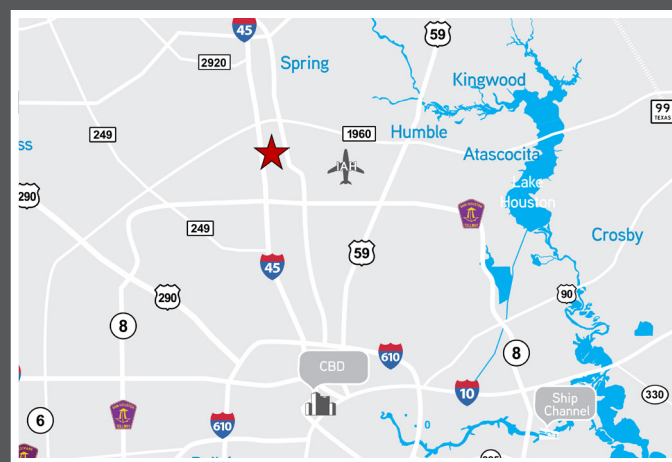 45
59
2920
Spring
Kingwood
99
TEXAS
249
1960
Humble
ss
IAH
Atascocita
Lake
Houston
290
249
Crosby
59
45
290
90
8
610
8
CBD
10
330
Ship
Channel
6
610